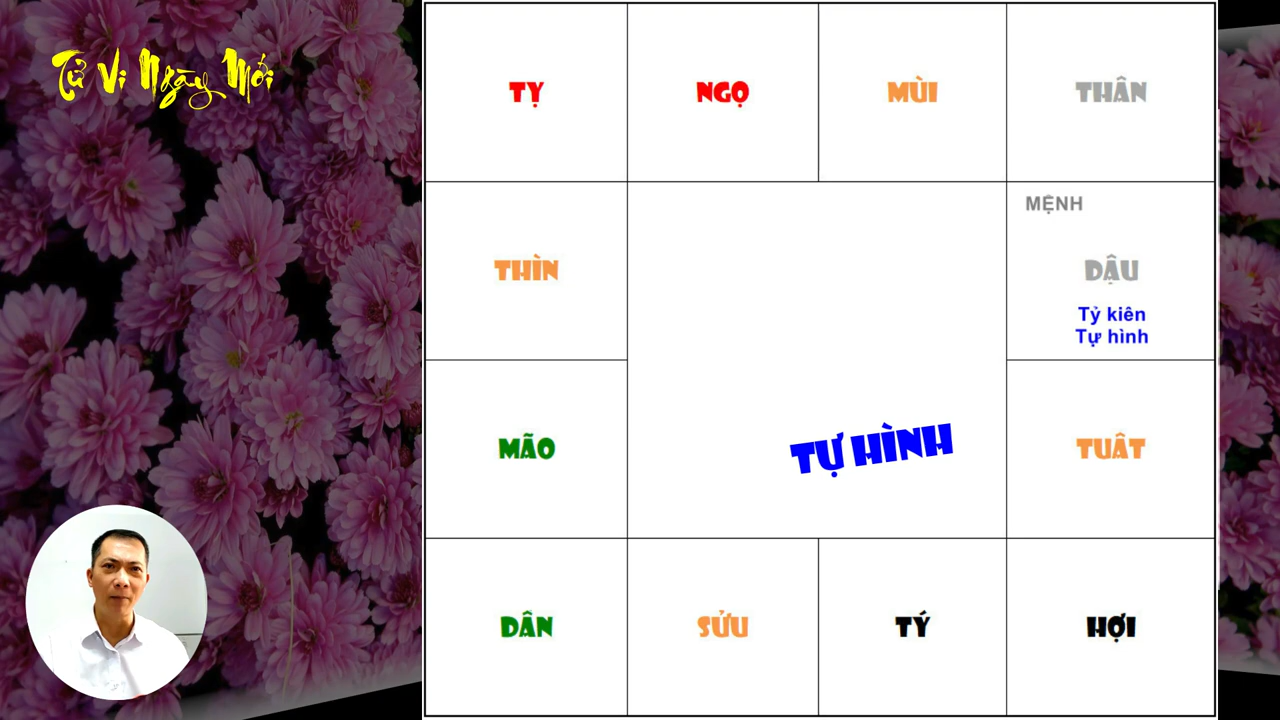 Tử Vi Ngày Mới
TỴ
NGỌ
MÙI
THÂN
THÌN
MỆNH
DẬU
Tỷ kiên
Tự hình
MÃO
TỰ HÌNH
TUẤT
DẦN
SỬU
TÝ
HỢI